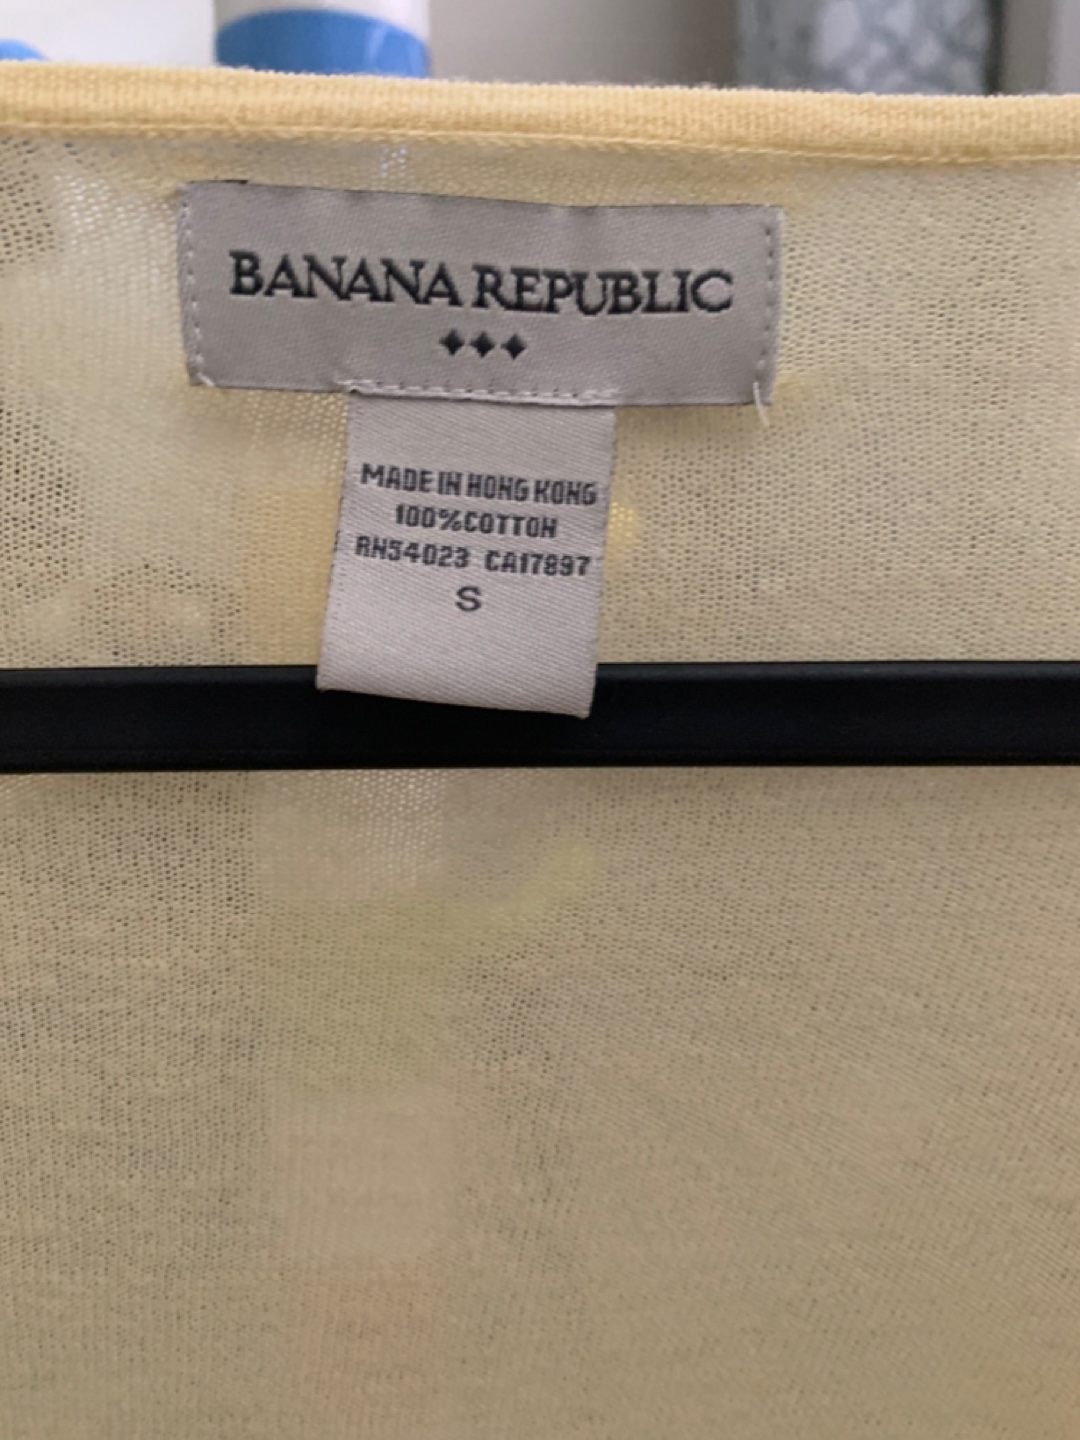 BANANA REPUBLIC
MADE IN HONG KONG
100%COTTON
RN54023 CA17897
S